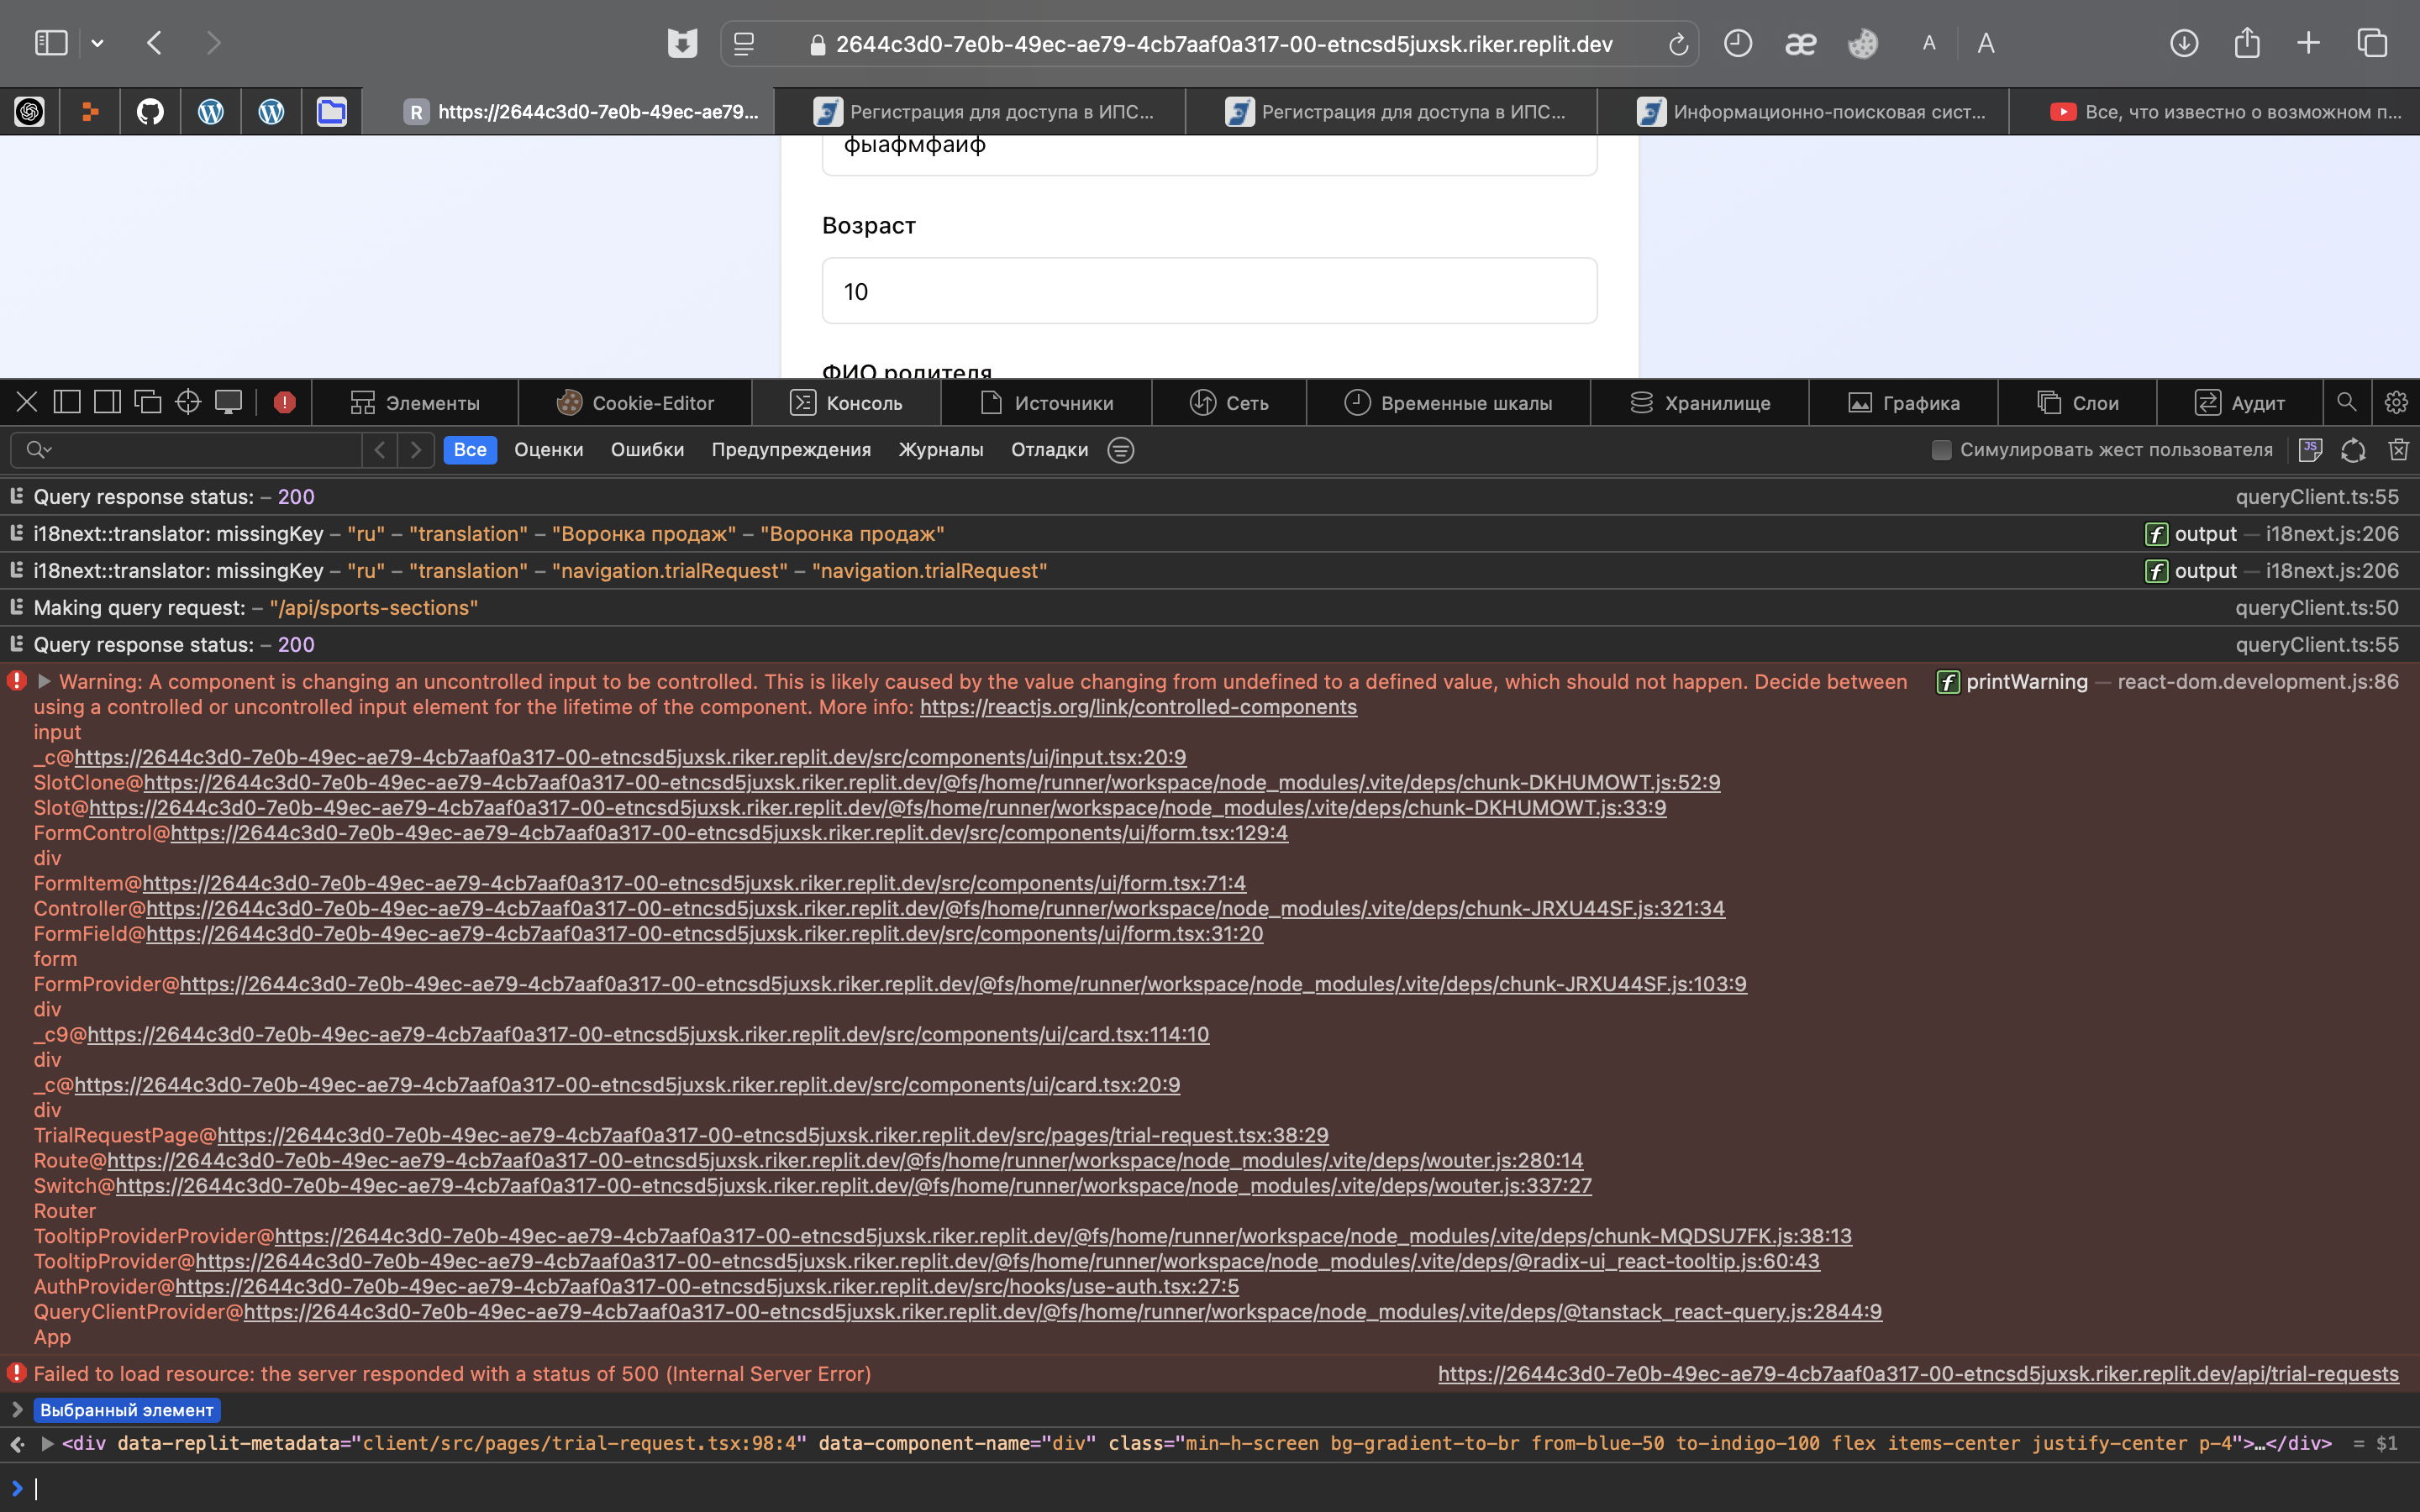 2644c3d0-7e0b-49ec-ae79-4cb7aaf0a317-00-etncsd5juxsk.riker.replit.dev
æ A A
R https://2644c3d0-7e0b-49ec-ae79... Регистрация для доступа в ИПС... Регистрация для доступа в ИПС... Информационно-поисковая сист... Все, что известно о возможном п...
фыафмфаиф
Возраст
10
ФИО родителя
Элементы Cookie-Editor Консоль Источники Сеть Временные шкалы Хранилище Графика Слои Аудит
Все Оценки Ошибки Предупреждения Журналы Отладки Симулировать жест пользователя JS
Query response status: – 200 queryClient.ts:55
i18next::translator: missingKey – "ru" – "translation" – "Воронка продаж" – "Воронка продаж" f output — i18next.js:206
i18next::translator: missingKey – "ru" – "translation" – "navigation.trialRequest" – "navigation.trialRequest" f output — i18next.js:206
Making query request: – "/api/sports-sections" queryClient.ts:50
Query response status: – 200 queryClient.ts:55
Warning: A component is changing an uncontrolled input to be controlled. This is likely caused by the value changing from undefined to a defined value, which should not happen. Decide between f printWarning — react-dom.development.js:86
using a controlled or uncontrolled input element for the lifetime of the component. More info: https://reactjs.org/link/controlled-components
input
_c@https://2644c3d0-7e0b-49ec-ae79-4cb7aaf0a317-00-etncsd5juxsk.riker.replit.dev/src/components/ui/input.tsx:20:9
SlotClone@https://2644c3d0-7e0b-49ec-ae79-4cb7aaf0a317-00-etncsd5juxsk.riker.replit.dev/@fs/home/runner/workspace/node_modules/.vite/deps/chunk-DKHUMOWT.js:52:9
Slot@https://2644c3d0-7e0b-49ec-ae79-4cb7aaf0a317-00-etncsd5juxsk.riker.replit.dev/@fs/home/runner/workspace/node_modules/.vite/deps/chunk-DKHUMOWT.js:33:9
FormControl@https://2644c3d0-7e0b-49ec-ae79-4cb7aaf0a317-00-etncsd5juxsk.riker.replit.dev/src/components/ui/form.tsx:129:4
div
FormItem@https://2644c3d0-7e0b-49ec-ae79-4cb7aaf0a317-00-etncsd5juxsk.riker.replit.dev/src/components/ui/form.tsx:71:4
Controller@https://2644c3d0-7e0b-49ec-ae79-4cb7aaf0a317-00-etncsd5juxsk.riker.replit.dev/@fs/home/runner/workspace/node_modules/.vite/deps/chunk-JRXU44SF.js:321:34
FormField@https://2644c3d0-7e0b-49ec-ae79-4cb7aaf0a317-00-etncsd5juxsk.riker.replit.dev/src/components/ui/form.tsx:31:20
form
FormProvider@https://2644c3d0-7e0b-49ec-ae79-4cb7aaf0a317-00-etncsd5juxsk.riker.replit.dev/@fs/home/runner/workspace/node_modules/.vite/deps/chunk-JRXU44SF.js:103:9
div
_c9@https://2644c3d0-7e0b-49ec-ae79-4cb7aaf0a317-00-etncsd5juxsk.riker.replit.dev/src/components/ui/card.tsx:114:10
div
_c@https://2644c3d0-7e0b-49ec-ae79-4cb7aaf0a317-00-etncsd5juxsk.riker.replit.dev/src/components/ui/card.tsx:20:9
div
TrialRequestPage@https://2644c3d0-7e0b-49ec-ae79-4cb7aaf0a317-00-etncsd5juxsk.riker.replit.dev/src/pages/trial-request.tsx:38:29
Route@https://2644c3d0-7e0b-49ec-ae79-4cb7aaf0a317-00-etncsd5juxsk.riker.replit.dev/@fs/home/runner/workspace/node_modules/.vite/deps/wouter.js:280:14
Switch@https://2644c3d0-7e0b-49ec-ae79-4cb7aaf0a317-00-etncsd5juxsk.riker.replit.dev/@fs/home/runner/workspace/node_modules/.vite/deps/wouter.js:337:27
Router
TooltipProviderProvider@https://2644c3d0-7e0b-49ec-ae79-4cb7aaf0a317-00-etncsd5juxsk.riker.replit.dev/@fs/home/runner/workspace/node_modules/.vite/deps/chunk-MQDSU7FK.js:38:13
TooltipProvider@https://2644c3d0-7e0b-49ec-ae79-4cb7aaf0a317-00-etncsd5juxsk.riker.replit.dev/@fs/home/runner/workspace/node_modules/.vite/deps/@radix-ui_react-tooltip.js:60:43
AuthProvider@https://2644c3d0-7e0b-49ec-ae79-4cb7aaf0a317-00-etncsd5juxsk.riker.replit.dev/src/hooks/use-auth.tsx:27:5
QueryClientProvider@https://2644c3d0-7e0b-49ec-ae79-4cb7aaf0a317-00-etncsd5juxsk.riker.replit.dev/@fs/home/runner/workspace/node_modules/.vite/deps/@tanstack_react-query.js:2844:9
App
Failed to load resource: the server responded with a status of 500 (Internal Server Error) https://2644c3d0-7e0b-49ec-ae79-4cb7aaf0a317-00-etncsd5juxsk.riker.replit.dev/api/trial-requests
Выбранный элемент
<div data-replit-metadata="client/src/pages/trial-request.tsx:98:4" data-component-name="div" class="min-h-screen bg-gradient-to-br from-blue-50 to-indigo-100 flex items-center justify-center p-4">…</div> = $1